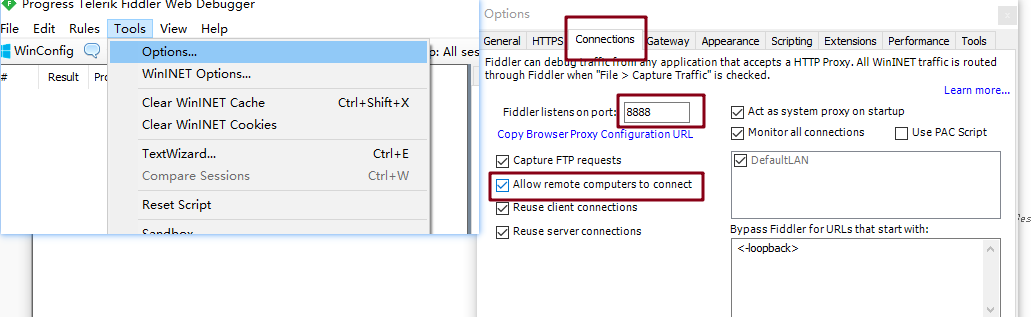 Progress Telerik Fiddler Web Debugger
File Edit Rules Tools View Help
WinConfig
: All ses
# Result
Options...
WinINET Options...
Clear WinINET Cache Ctrl+Shift+X
Clear WinINET Cookies
TextWizard... Ctrl+E
Compare Sessions Ctrl+W
Reset Script
Sandbox
Options
General HTTPS Connections Gateway Appearance Scripting Extensions Performance Tools
Fiddler can debug traffic from any application that accepts a HTTP Proxy. All WinINET traffic is routed
through Fiddler when "File > Capture Traffic" is checked.
Learn more...
Fiddler listens on port: 8888
Copy Browser Proxy Configuration URL
Capture FTP requests
Allow remote computers to connect
Reuse client connections
Reuse server connections
Act as system proxy on startup
Monitor all connections Use PAC Script
DefaultLAN
Bypass Fiddler for URLs that start with:
<-loopback>